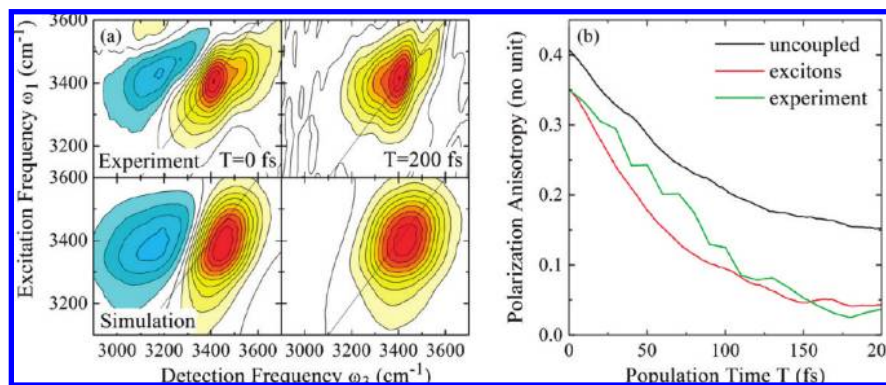 (a)
3600
3400
3200
3600
3400
3200
Excitation Frequency ω₁ (cm⁻¹)
Experiment T=0 fs
T=200 fs
Simulation
3000 3200 3400 3600 3000 3200 3400 3600
Detection Frequency ω₃ (cm⁻¹)
(b)
uncoupled
excitons
experiment
0.4
0.3
0.2
0.1
0.0
Polarization Anisotropy (no unit)
0 50 100 150 200
Population Time T (fs)